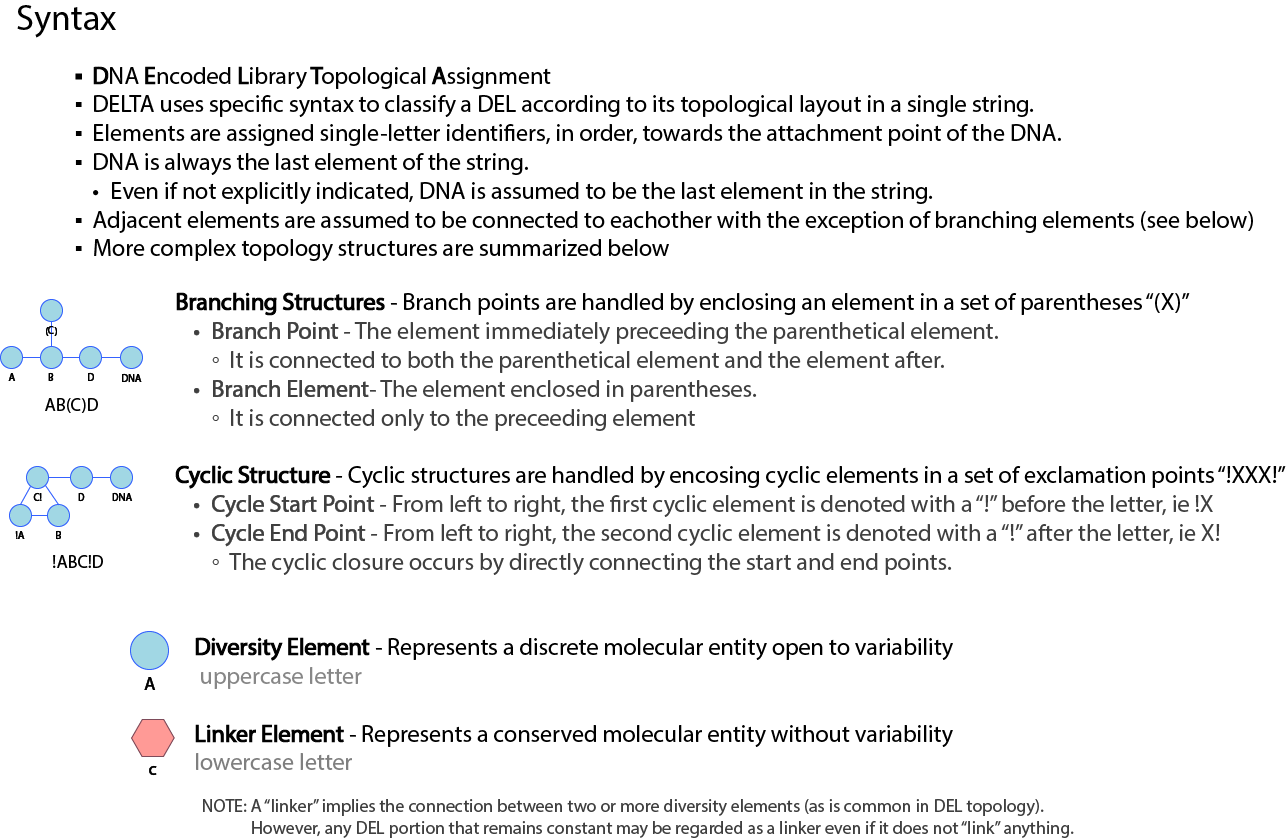 Syntax
▪ DNA Encoded Library Topological Assignment
▪ DELTA uses specific syntax to classify a DEL according to its topological layout in a single string.
▪ Elements are assigned single-letter identifiers, in order, towards the attachment point of the DNA.
▪ DNA is always the last element of the string.
• Even if not explicitly indicated, DNA is assumed to be the last element in the string.
▪ Adjacent elements are assumed to be connected to eachother with the exception of branching elements (see below)
▪ More complex topology structures are summarized below
(C)
A B D DNA
AB(C)D
Branching Structures - Branch points are handled by enclosing an element in a set of parentheses “(X)”
• Branch Point - The element immediately preceeding the parenthetical element.
◦ It is connected to both the parenthetical element and the element after.
• Branch Element- The element enclosed in parentheses.
◦ It is connected only to the preceeding element
C! D DNA
!A B
!ABC!D
Cyclic Structure - Cyclic structures are handled by encosing cyclic elements in a set of exclamation points “!XXX!”
• Cycle Start Point - From left to right, the first cyclic element is denoted with a “!” before the letter, ie !X
• Cycle End Point - From left to right, the second cyclic element is denoted with a “!” after the letter, ie X!
◦ The cyclic closure occurs by directly connecting the start and end points.
A
Diversity Element - Represents a discrete molecular entity open to variability
uppercase letter
c
Linker Element - Represents a conserved molecular entity without variability
lowercase letter
NOTE: A “linker” implies the connection between two or more diversity elements (as is common in DEL topology).
However, any DEL portion that remains constant may be regarded as a linker even if it does not “link” anything.